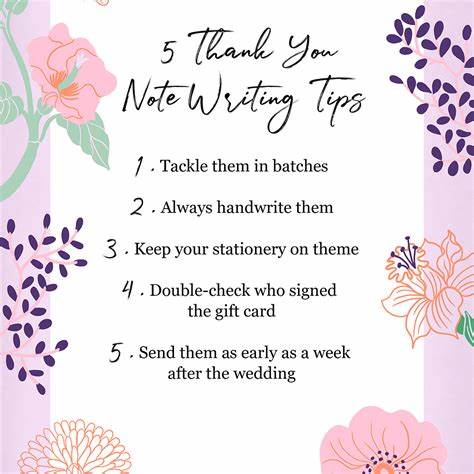 5 Thank You
Note Writing Tips
1. Tackle them in batches
2. Always handwrite them
3. Keep your stationery on theme
4. Double-check who signed
the gift card
5. Send them as early as a week
after the wedding